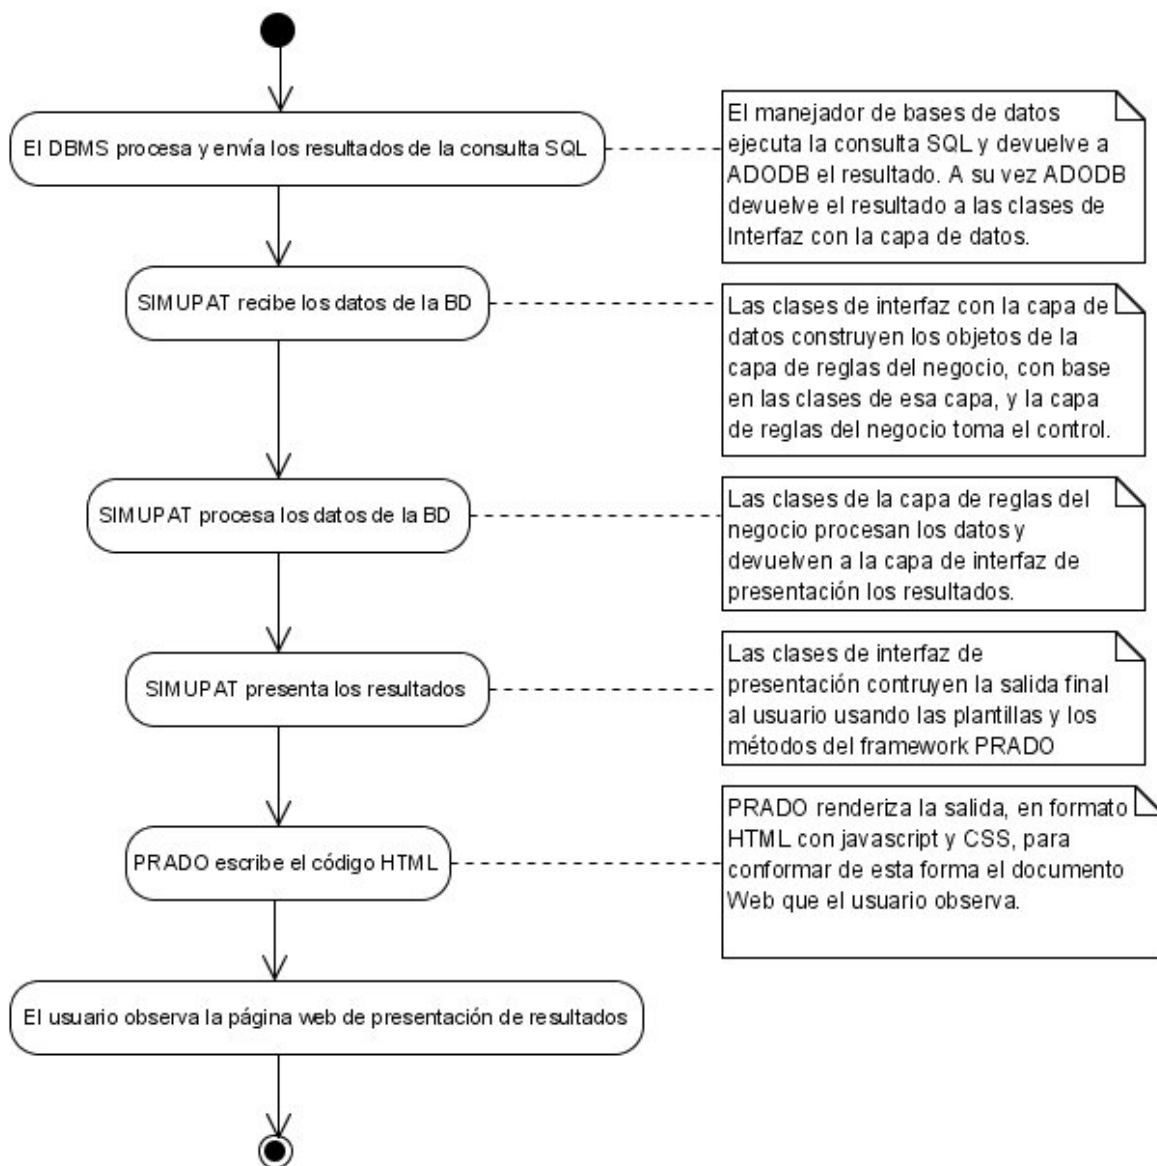 El DBMS procesa y envía los resultados de la consulta SQL
El manejador de bases de datos
ejecuta la consulta SQL y devuelve a
ADODB el resultado. A su vez ADODB
devuelve el resultado a las clases de
Interfaz con la capa de datos.
SIMUPAT recibe los datos de la BD
Las clases de interfaz con la capa de
datos construyen los objetos de la
capa de reglas del negocio, con base
en las clases de esa capa, y la capa
de reglas del negocio toma el control.
SIMUPAT procesa los datos de la BD
Las clases de la capa de reglas del
negocio procesan los datos y
devuelven a la capa de interfaz de
presentación los resultados.
SIMUPAT presenta los resultados
Las clases de interfaz de
presentación contruyen la salida final
al usuario usando las plantillas y los
métodos del framework PRADO
PRADO escribe el código HTML
PRADO renderiza la salida, en formato
HTML con javascript y CSS, para
conformar de esta forma el documento
Web que el usuario observa.
El usuario observa la página web de presentación de resultados